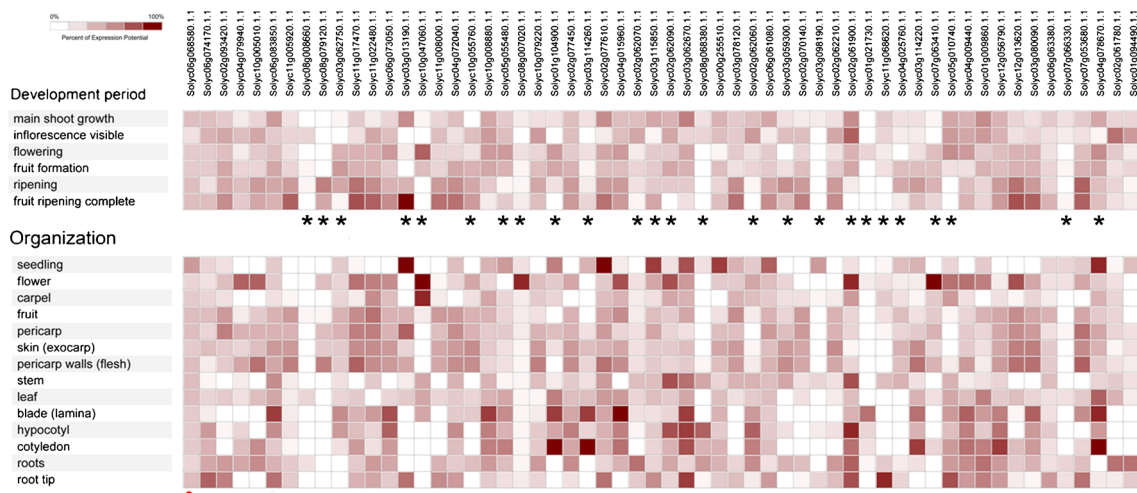 0%
100%
Percent of Expression Potential
Solyc06g068580.1.1
Solyc08g074170.1.1
Solyc02g093420.1.1
Solyc04g079940.1.1
Solyc10g005010.1.1
Solyc06g083850.1.1
Solyc11g005920.1.1
Solyc08g008660.1.1
Solyc08g079120.1.1
Solyc03g062750.1.1
Solyc11g017470.1.1
Solyc11g022480.1.1
Solyc06g073050.1.1
Solyc03g013190.1.1
Solyc10g047060.1.1
Solyc11g008000.1.1
Solyc04g072040.1.1
Solyc10g055760.1.1
Solyc10g008880.1.1
Solyc05g055480.1.1
Solyc08g007020.1.1
Solyc10g079220.1.1
Solyc01g104900.1.1
Solyc02g077450.1.1
Solyc03g114260.1.1
Solyc02g077610.1.1
Solyc04g015960.1.1
Solyc02g062070.1.1
Solyc03g115850.1.1
Solyc02g062090.1.1
Solyc03g062670.1.1
Solyc08g068380.1.1
Solyc00g255510.1.1
Solyc03g078120.1.1
Solyc02g062060.1.1
Solyc06g061080.1.1
Solyc03g059300.1.1
Solyc02g070140.1.1
Solyc03g098190.1.1
Solyc02g062210.1.1
Solyc02g061900.1.1
Solyc01g021730.1.1
Solyc11g068620.1.1
Solyc04g025760.1.1
Solyc03g114220.1.1
Solyc07g063410.1.1
Solyc05g010740.1.1
Solyc04g009440.1.1
Solyc01g009860.1.1
Solyc12g056790.1.1
Solyc12g013620.1.1
Solyc03g080090.1.1
Solyc06g063380.1.1
Solyc07g066330.1.1
Solyc07g053680.1.1
Solyc04g078670.1.1
Solyc02g061780.1.1
Solyc01g094490.1.1
Development period
main shoot growth
inflorescence visible
flowering
fruit formation
ripening
fruit ripening complete
* * * * * * * * * * * * * * * * * * * * * * * * *
Organization
seedling
flower
carpel
fruit
pericarp
skin (exocarp)
pericarp walls (flesh)
stem
leaf
blade (lamina)
hypocotyl
cotyledon
roots
root tip